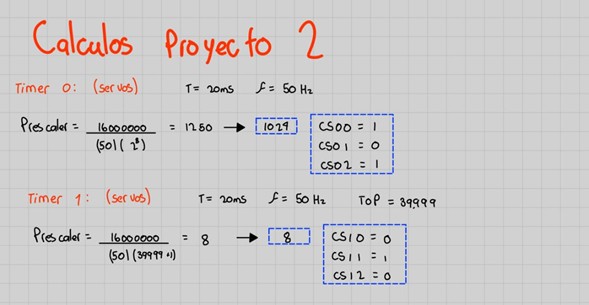 Calculos Proyecto 2
Timer 0: (servos) T= 20ms f= 50 Hz
Prescaler = 16000000 / (50)(2⁸) = 1250 → 1024
CS00 = 1
CS01 = 0
CS02 = 1
Timer 1: (servos) T= 20ms f= 50 Hz TOP = 39999
Prescaler = 16000000 / (50)(39999+1) = 8 → 8
CS10 = 0
CS11 = 1
CS12 = 0